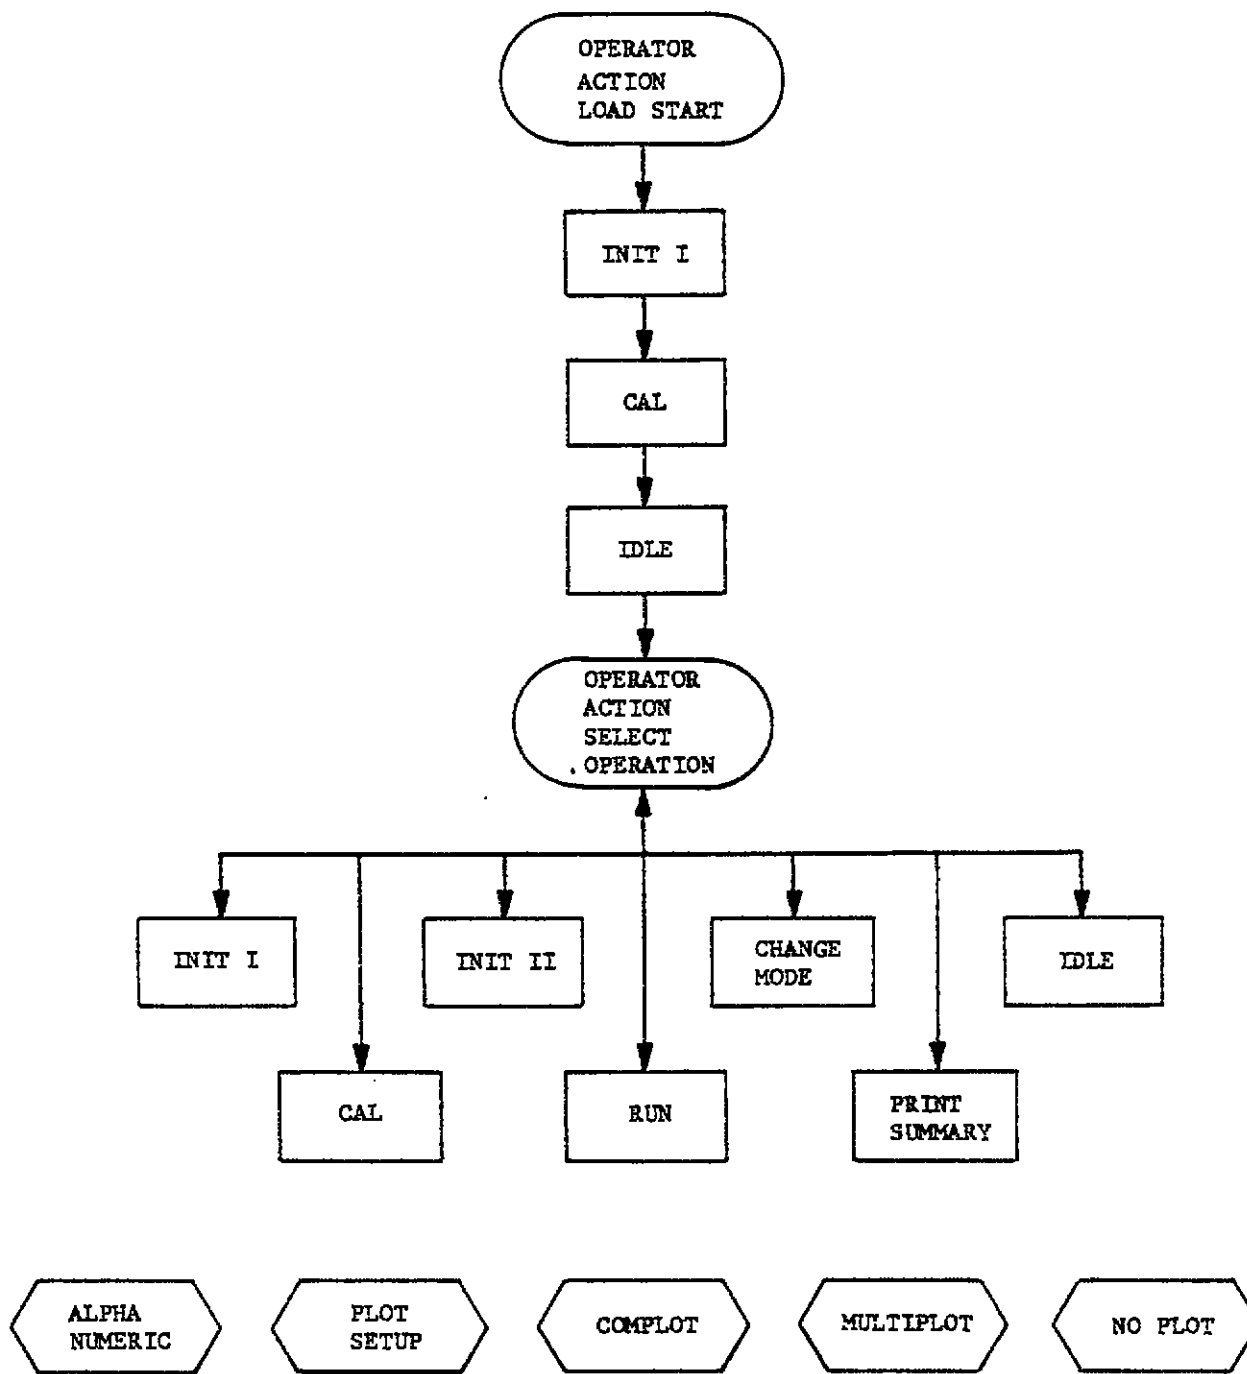 OPERATOR
ACTION
LOAD START
INIT I
CAL
IDLE
OPERATOR
ACTION
SELECT
OPERATION
INIT I
INIT II
CHANGE
MODE
IDLE
CAL
RUN
PRINT
SUMMARY
ALPHA
NUMERIC
PLOT
SETUP
COMPLOT
MULTIPLOT
NO PLOT